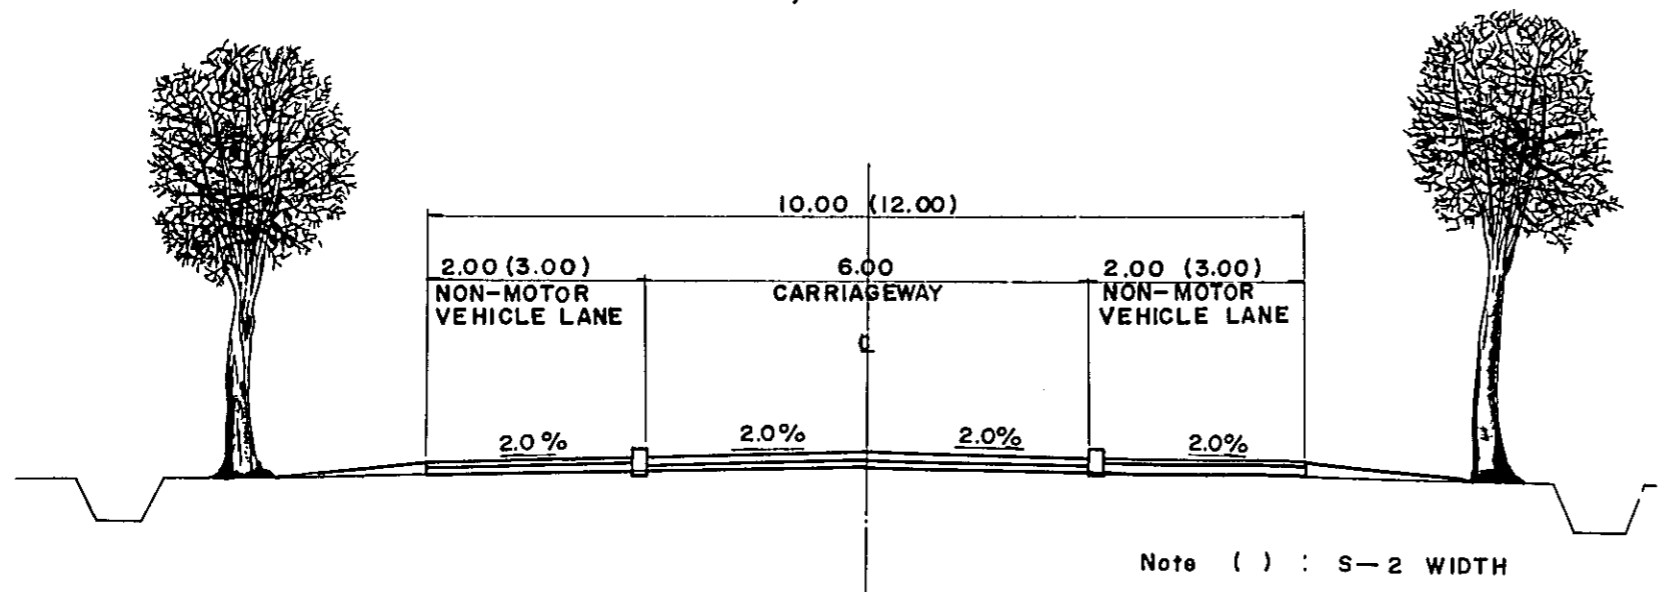 10.00 (12.00)
2.00 (3.00) 6.00 2.00 (3.00)
NON-MOTOR VEHICLE LANE
CARRIAGEWAY
NON-MOTOR VEHICLE LANE
℄
2.0% 2.0% 2.0% 2.0%
Note ( ) : S-2 WIDTH